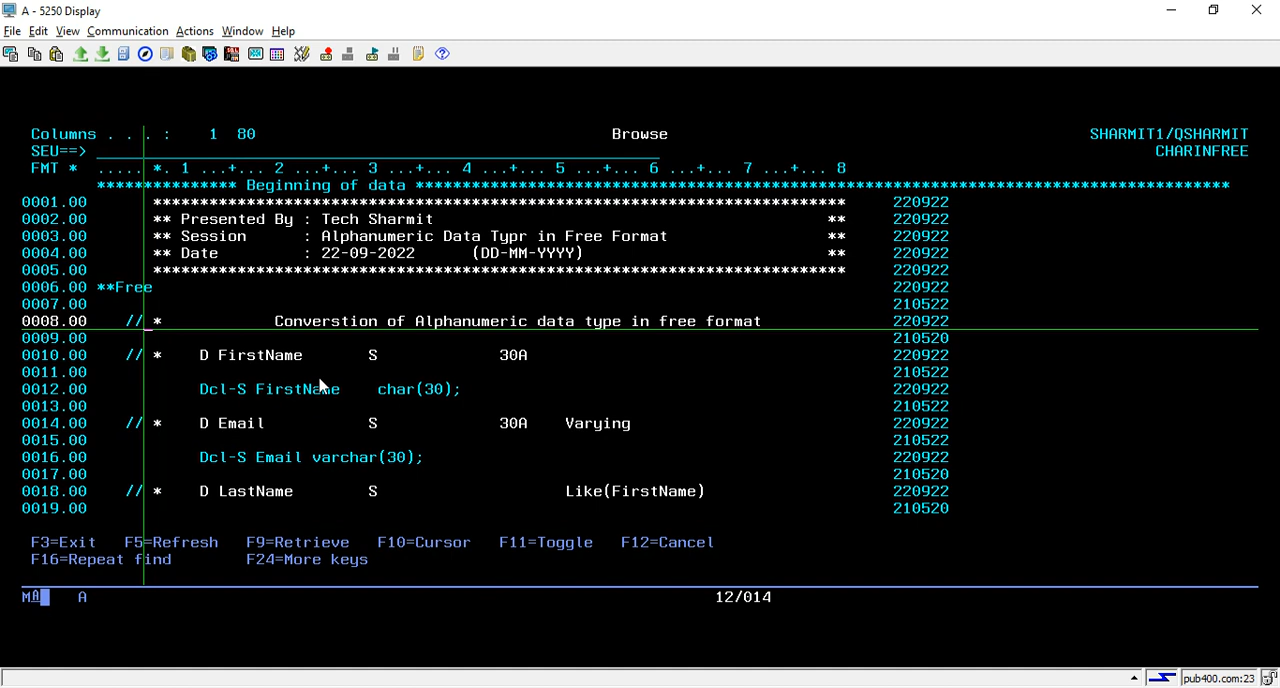 A - 5250 Display
File Edit View Communication Actions Window Help
Columns . . . : 1 80 Browse SHARMIT1/QSHARMIT
SEU==> CHARINFREE
FMT * ..... *. 1 ...+... 2 ...+... 3 ...+... 4 ...+... 5 ...+... 6 ...+... 7 ...+... 8
*************** Beginning of data ***************************************************************************************
0001.00 ************************************************************************** 220922
0002.00 ** Presented By : Tech Sharmit ** 220922
0003.00 ** Session : Alphanumeric Data Typr in Free Format ** 220922
0004.00 ** Date : 22-09-2022 (DD-MM-YYYY) ** 220922
0005.00 ************************************************************************** 220922
0006.00 **Free 220922
0007.00 210522
0008.00 // * Converstion of Alphanumeric data type in free format 220922
0009.00 210520
0010.00 // * D FirstName S 30A 220922
0011.00 210522
0012.00 Dcl-S FirstName char(30); 220922
0013.00 210522
0014.00 // * D Email S 30A Varying 220922
0015.00 210522
0016.00 Dcl-S Email varchar(30); 220922
0017.00 210520
0018.00 // * D LastName S Like(FirstName) 220922
0019.00 210520
F3=Exit F5=Refresh F9=Retrieve F10=Cursor F11=Toggle F12=Cancel
F16=Repeat find F24=More keys
MA A 12/014
pub400.com:23